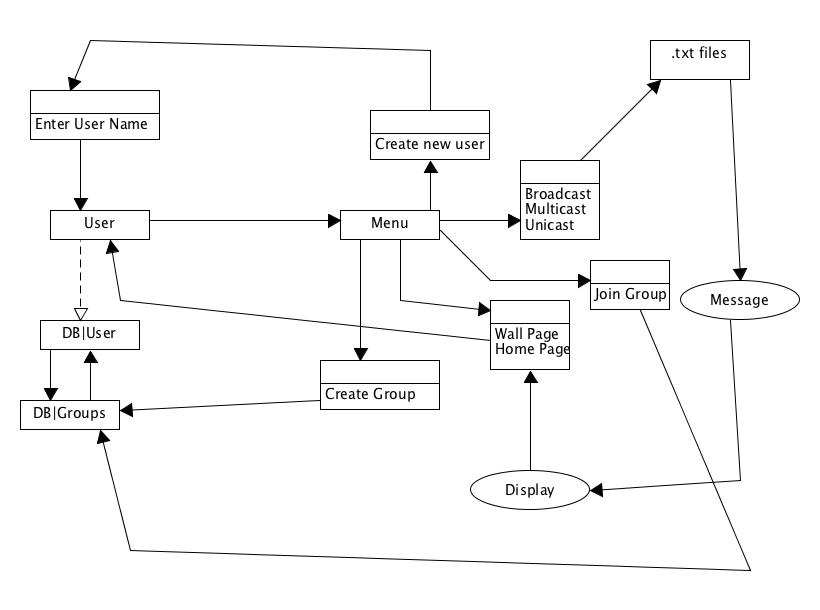 .txt files
Enter User Name
Create new user
Broadcast
Multicast
Unicast
User
Menu
Join Group
Message
DB|User
Wall Page
Home Page
Create Group
DB|Groups
Display